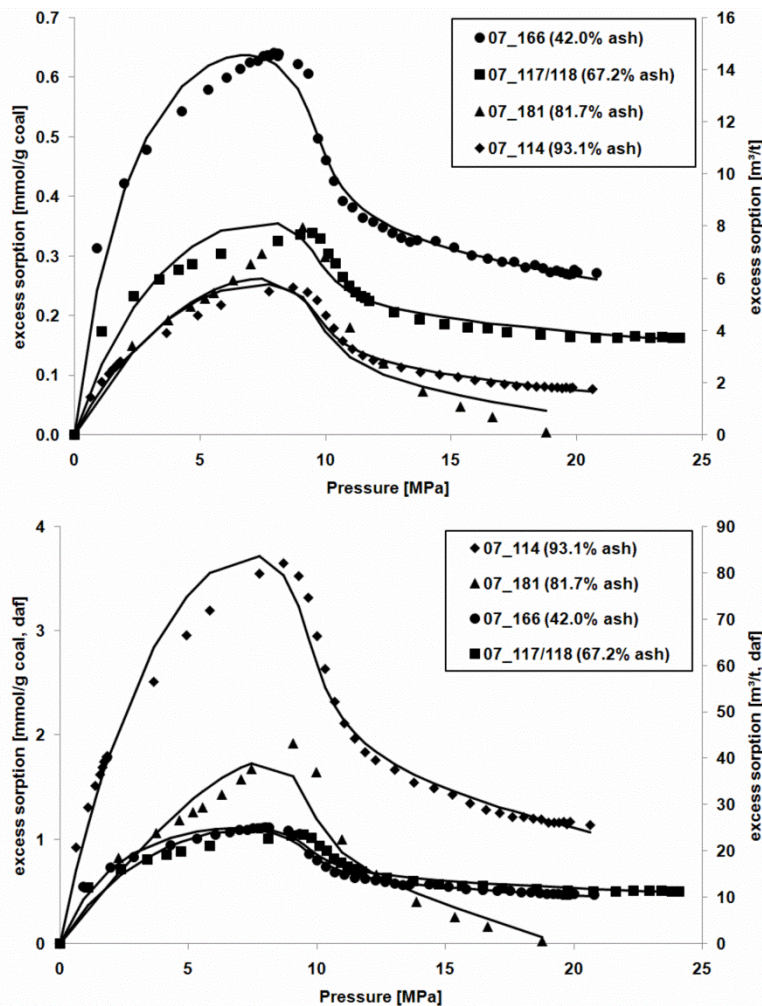 0.7
0.6
0.5
0.4
0.3
0.2
0.1
0.0
excess sorption [mmol/g coal]
16
14
12
10
8
6
4
2
0
excess sorption [m³/t]
07_166 (42.0% ash)
07_117/118 (67.2% ash)
07_181 (81.7% ash)
07_114 (93.1% ash)
0 5 10 15 20 25
Pressure [MPa]
4
3
2
1
0
excess sorption [mmol/g coal, daf]
90
80
70
60
50
40
30
20
10
0
excess sorption [m³/t, daf]
07_114 (93.1% ash)
07_181 (81.7% ash)
07_166 (42.0% ash)
07_117/118 (67.2% ash)
0 5 10 15 20 25
Pressure [MPa]